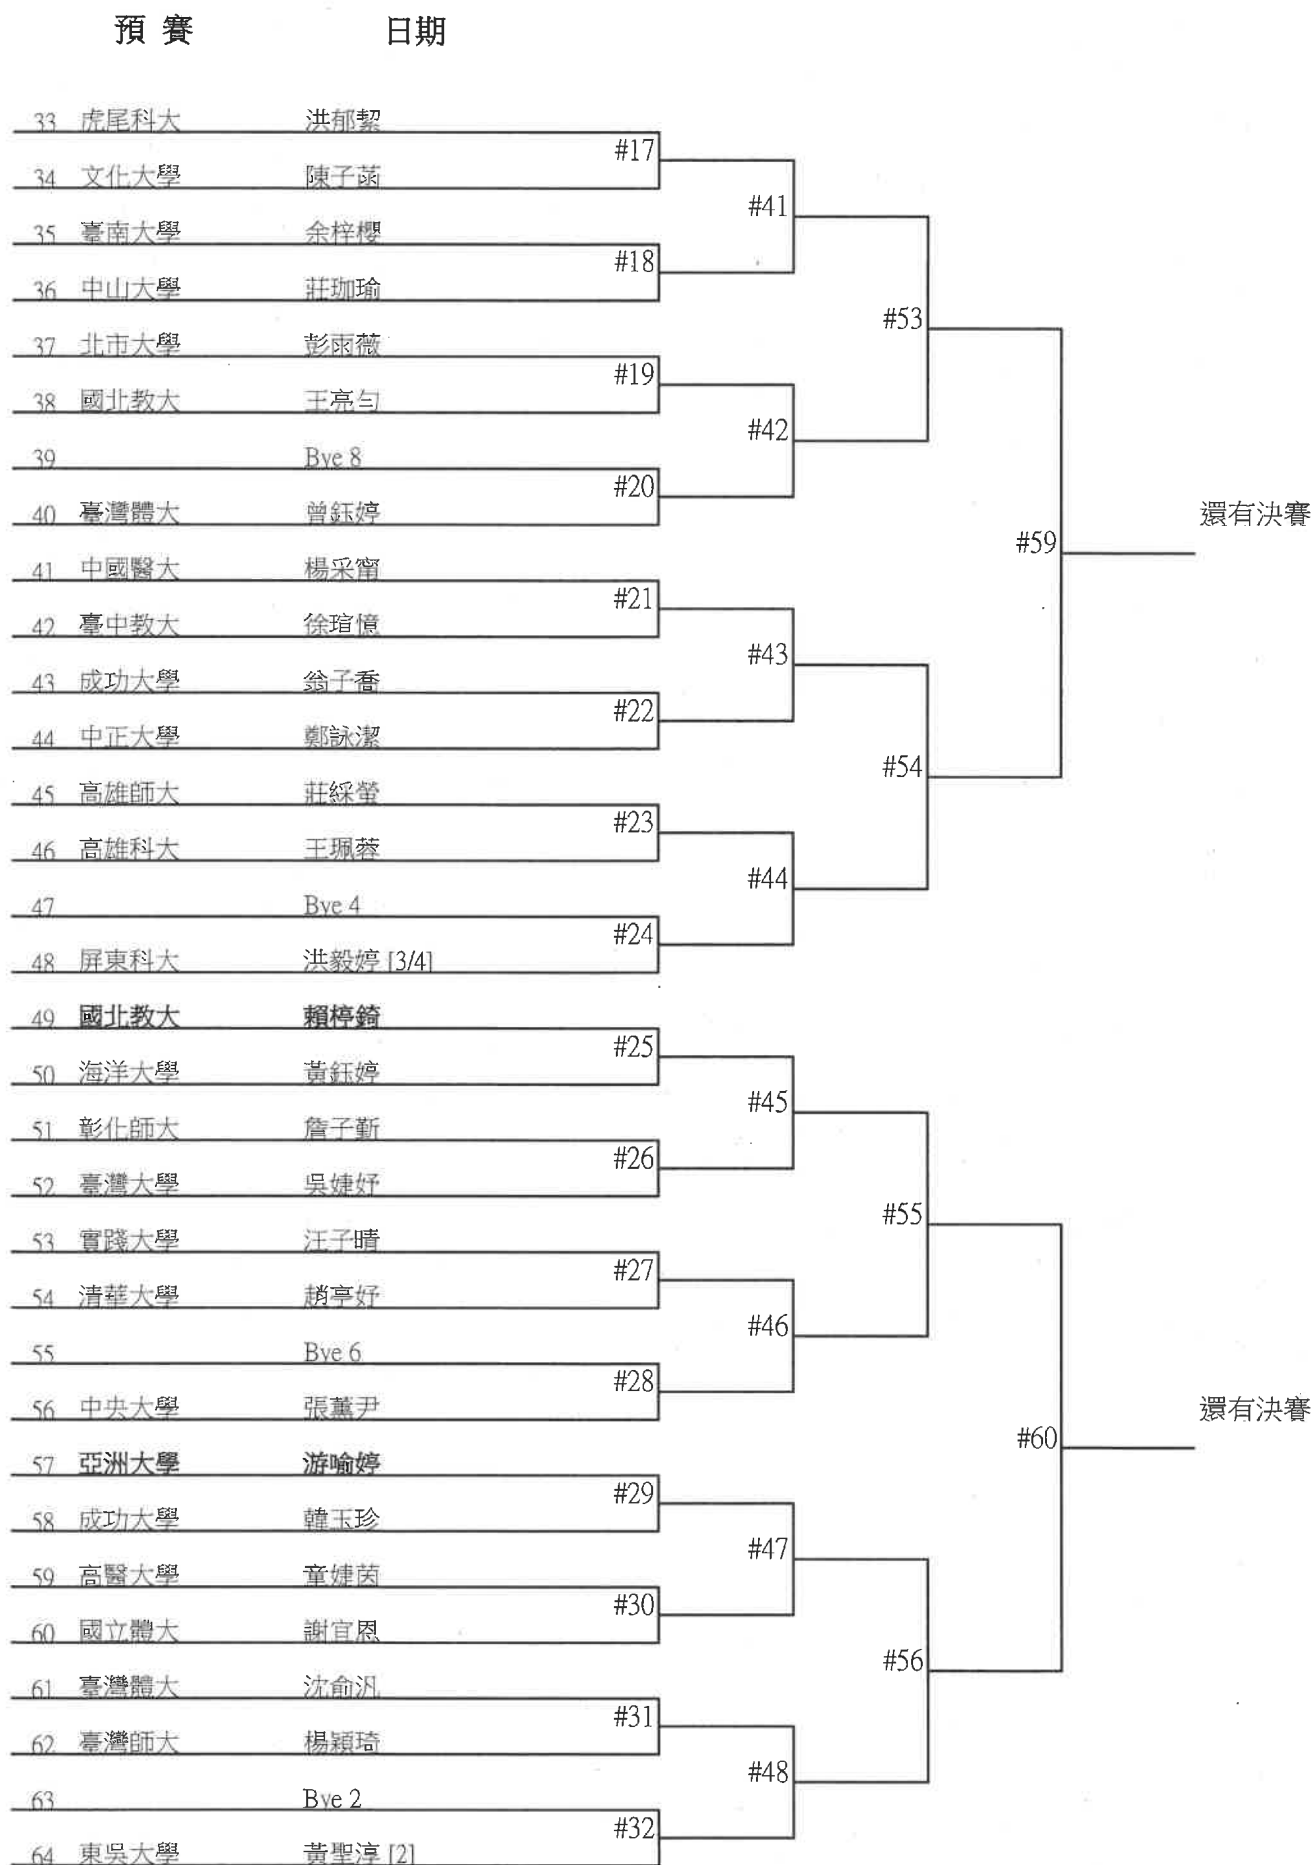 預 賽 日期
33 虎尾科大 洪郁絜
#17
34 文化大學 陳子菡
#41
35 臺南大學 余梓櫻
#18
36 中山大學 莊珈瑜
#53
37 北市大學 彭雨薇
#19
38 國北教大 王亮勻
#42
39 Bye 8
#20
40 臺灣體大 曾鈺婷
還有決賽
#59
41 中國醫大 楊采甯
#21
42 臺中教大 徐瑄憶
#43
43 成功大學 翁子喬
#22
44 中正大學 鄭詠潔
#54
45 高雄師大 莊綵螢
#23
46 高雄科大 王珮蓉
#44
47 Bye 4
#24
48 屏東科大 洪毅婷 [3/4]
49 國北教大 賴楟錡
#25
50 海洋大學 黃鈺婷
#45
51 彰化師大 詹子靳
#26
52 臺灣大學 吳婕妤
#55
53 實踐大學 汪子晴
#27
54 清華大學 趙亭妤
#46
55 Bye 6
#28
56 中央大學 張薰尹
還有決賽
#60
57 亞洲大學 游喻婷
#29
58 成功大學 韓玉珍
#47
59 高醫大學 童婕茵
#30
60 國立體大 謝宜恩
#56
61 臺灣體大 沈俞汎
#31
62 臺灣師大 楊穎琦
#48
63 Bye 2
#32
64 東吳大學 黃聖淳 [2]